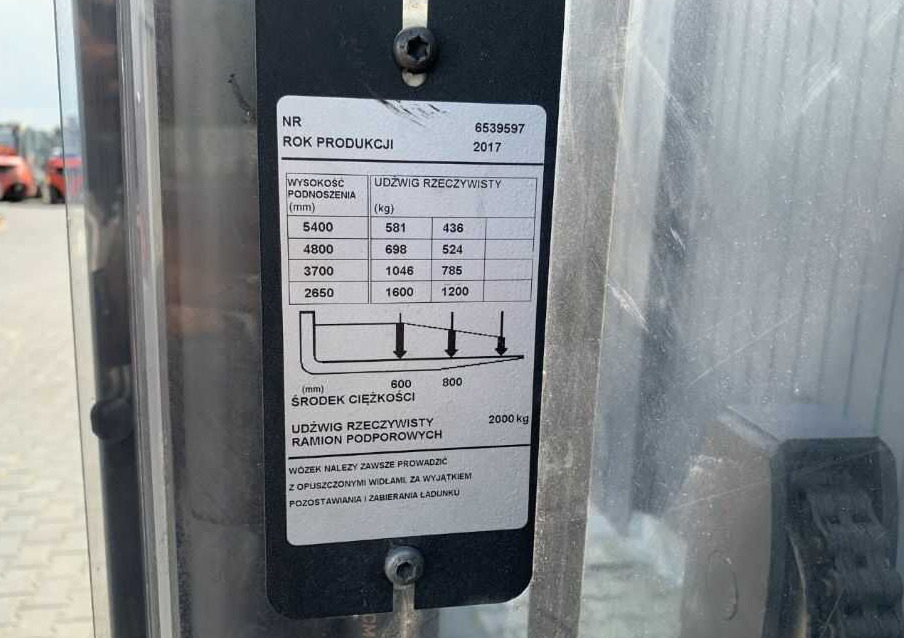 NR 6539597
ROK PRODUKCJI 2017
WYSOKOŚĆ UDŹWIG RZECZYWISTY
PODNOSZENIA
(mm) (kg)
5400 581 436
4800 698 524
3700 1046 785
2650 1600 1200
(mm) 600 800
ŚRODEK CIĘŻKOŚCI
UDŹWIG RZECZYWISTY 2000 kg
RAMION PODPOROWYCH
WÓZEK NALEŻY ZAWSZE PROWADZIĆ
Z OPUSZCZONYMI WIDŁAMI, ZA WYJĄTKIEM
POZOSTAWIANIA I ZABIERANIA ŁADUNKU